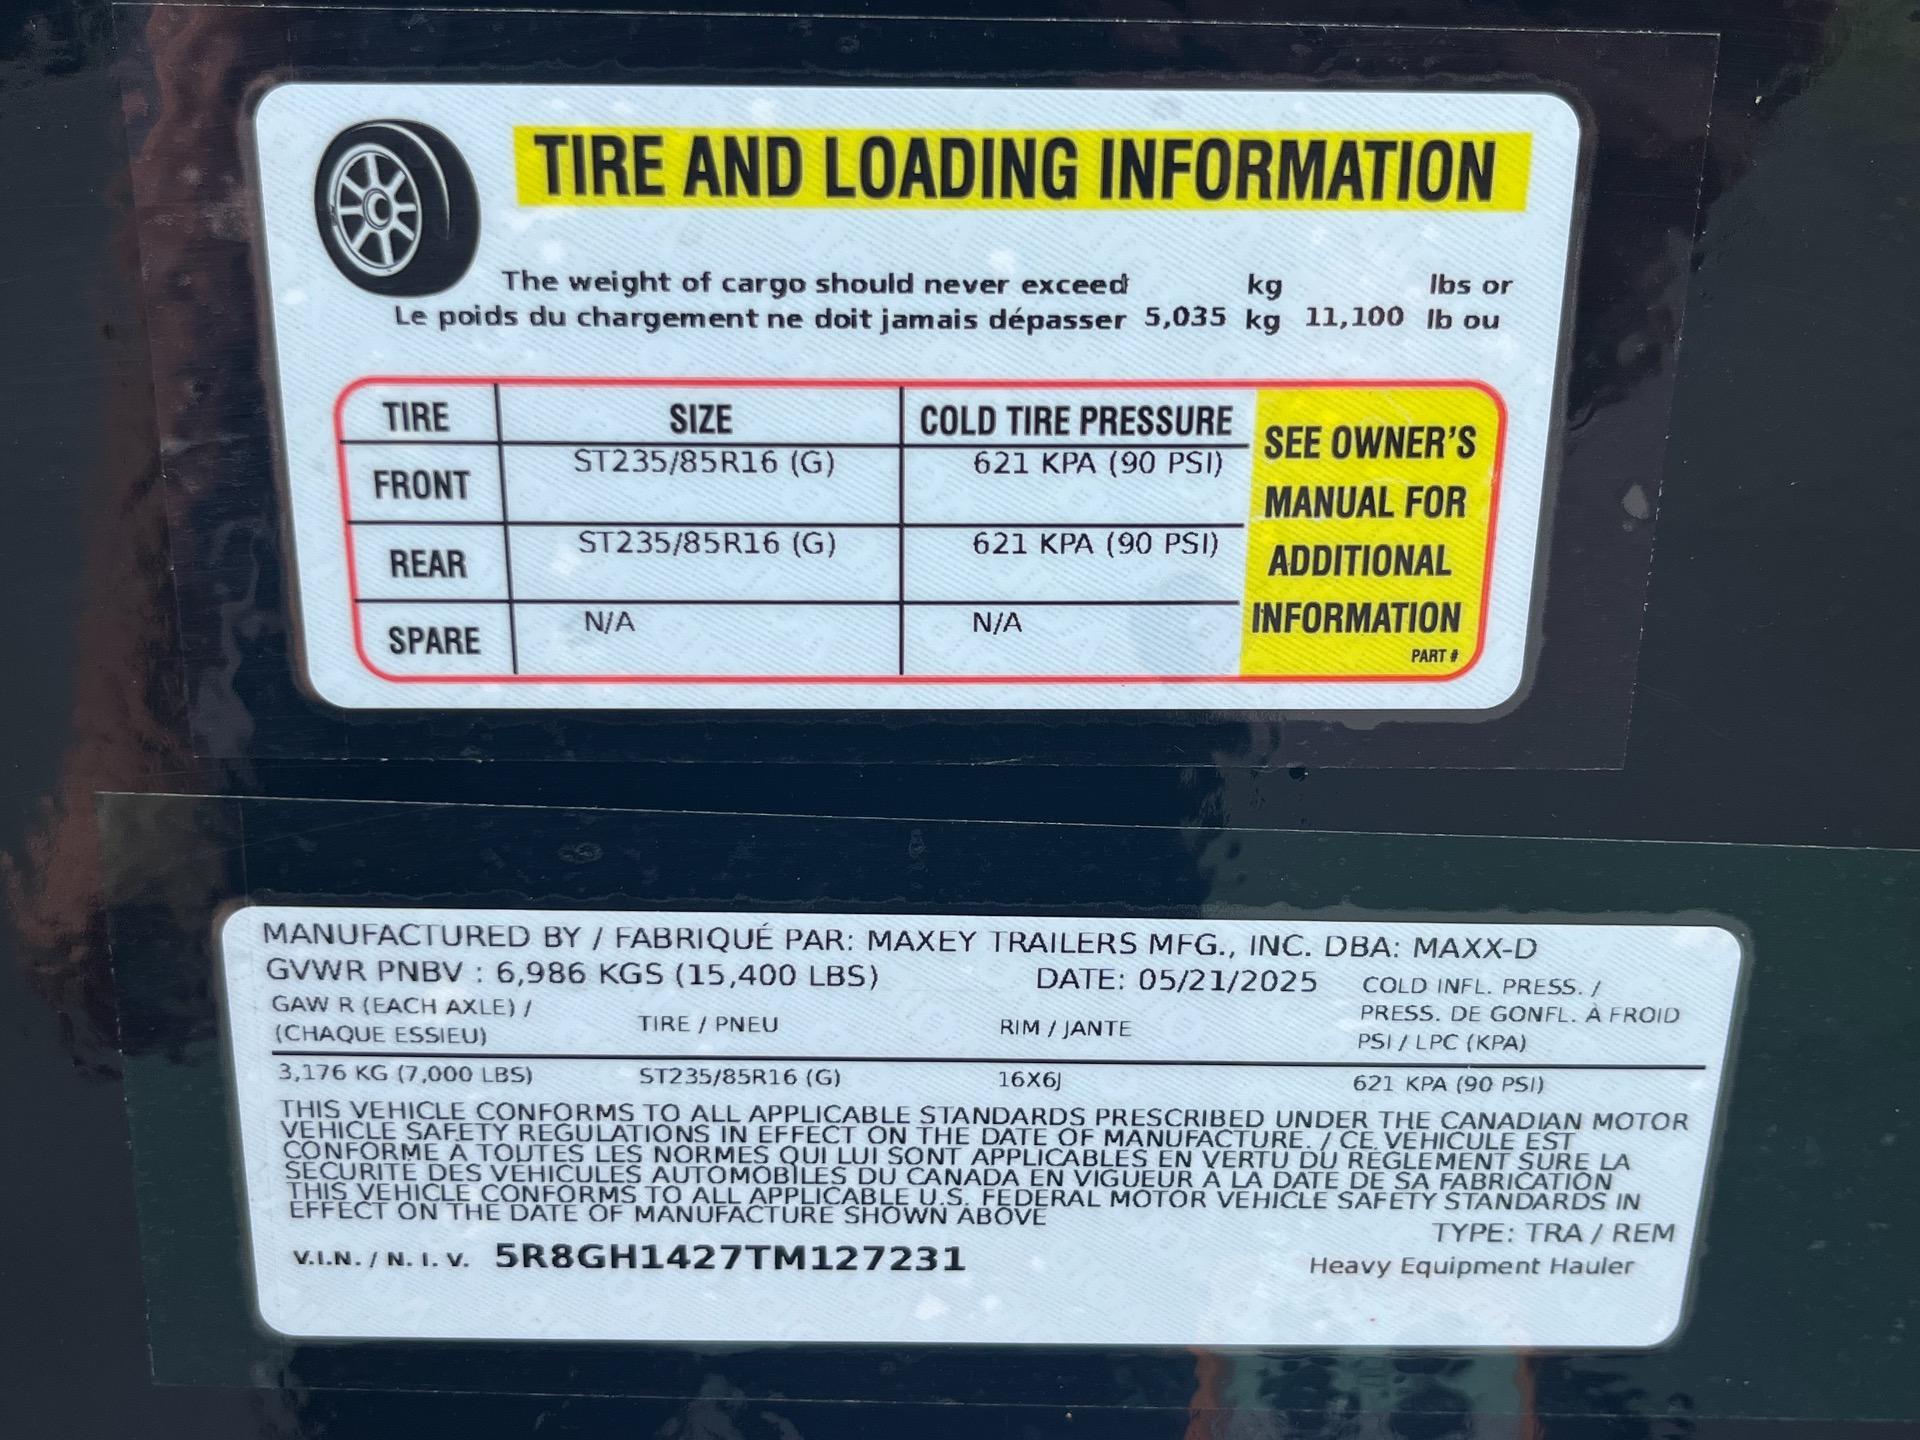 TIRE AND LOADING INFORMATION
The weight of cargo should never exceed kg lbs or
Le poids du chargement ne doit jamais dépasser 5,035 kg 11,100 lb ou
TIRE SIZE COLD TIRE PRESSURE
FRONT ST235/85R16 (G) 621 KPA (90 PSI)
REAR ST235/85R16 (G) 621 KPA (90 PSI)
SPARE N/A N/A
SEE OWNER'S
MANUAL FOR
ADDITIONAL
INFORMATION
PART #
MANUFACTURED BY / FABRIQUÉ PAR: MAXEY TRAILERS MFG., INC. DBA: MAXX-D
GVWR PNBV : 6,986 KGS (15,400 LBS) DATE: 05/21/2025
GAW R (EACH AXLE) /
(CHAQUE ESSIEU)
TIRE / PNEU
RIM / JANTE
COLD INFL. PRESS. /
PRESS. DE GONFL. À FROID
PSI / LPC (KPA)
3,176 KG (7,000 LBS) ST235/85R16 (G) 16X6J 621 KPA (90 PSI)
THIS VEHICLE CONFORMS TO ALL APPLICABLE STANDARDS PRESCRIBED UNDER THE CANADIAN MOTOR
VEHICLE SAFETY REGULATIONS IN EFFECT ON THE DATE OF MANUFACTURE. / CE VEHICULE EST
CONFORME À TOUTES LES NORMES QUI LUI SONT APPLICABLES EN VERTU DU RÈGLEMENT SURE LA
SÉCURITÉ DES VÉHICULES AUTOMOBILES DU CANADA EN VIGUEUR À LA DATE DE SA FABRICATION
THIS VEHICLE CONFORMS TO ALL APPLICABLE U.S. FEDERAL MOTOR VEHICLE SAFETY STANDARDS IN
EFFECT ON THE DATE OF MANUFACTURE SHOWN ABOVE
TYPE: TRA / REM
V.I.N. / N. I. V. 5R8GH1427TM127231
Heavy Equipment Hauler